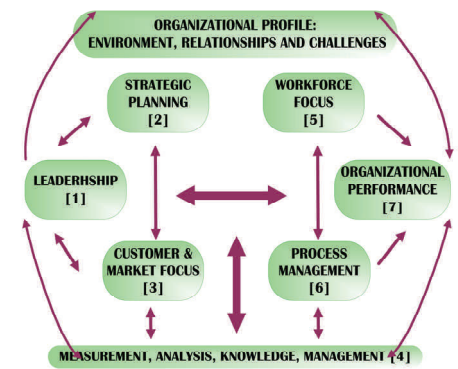 ORGANIZATIONAL PROFILE:
ENVIRONMENT, RELATIONSHIPS AND CHALLENGES
STRATEGIC
PLANNING
[2]
WORKFORCE
FOCUS
[5]
LEADERHSHIP
[1]
ORGANIZATIONAL
PERFORMANCE
[7]
CUSTOMER &
MARKET FOCUS
[3]
PROCESS
MANAGEMENT
[6]
MEASUREMENT, ANALYSIS, KNOWLEDGE, MANAGEMENT [4]